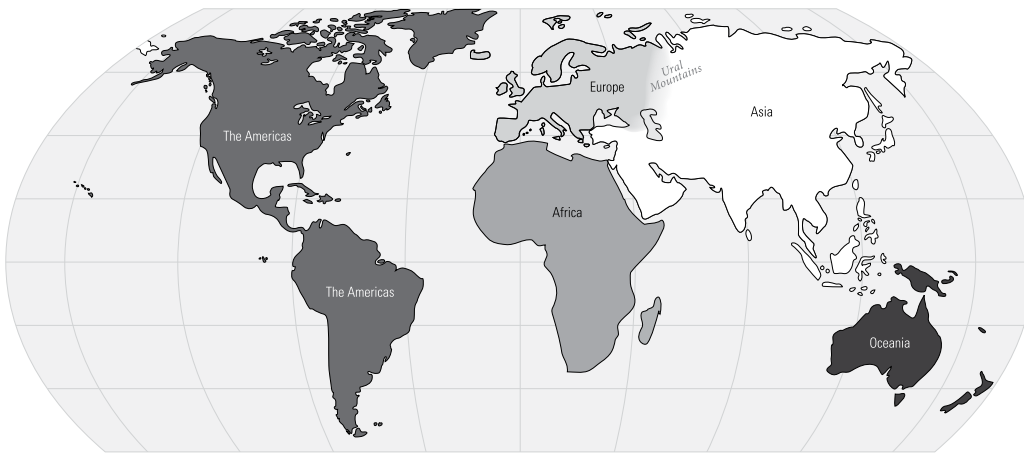 Ural
Mountains
Europe
Asia
The Americas
Africa
The Americas
Oceania